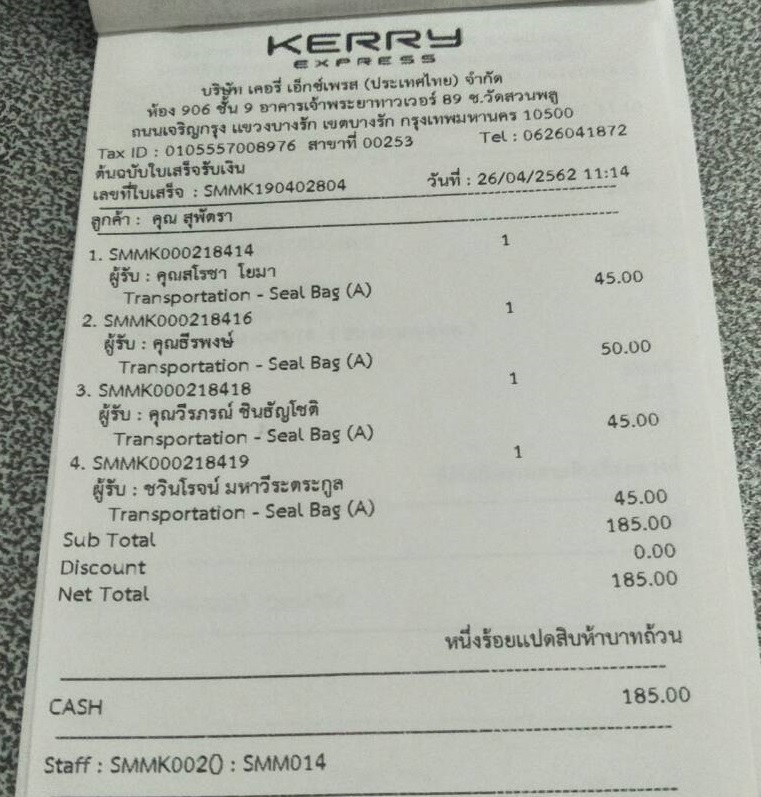 KERRY
EXPRESS
บริษัท เคอรี่ เอ็กซ์เพรส (ประเทศไทย) จำกัด
ห้อง 906 ชั้น 9 อาคารเจ้าพระยาทาวเวอร์ 89 ซ.วัดสวนพลู
ถนนเจริญกรุง แขวงบางรัก เขตบางรัก กรุงเทพมหานคร 10500
Tax ID : 0105557008976 สาขาที่ 00253 Tel : 0626041872
ต้นฉบับใบเสร็จรับเงิน
เลขที่ใบเสร็จ : SMMK190402804 วันที่ : 26/04/2562 11:14
ลูกค้า : คุณ สุพัตรา
1. SMMK000218414 1
ผู้รับ : คุณสโรชา โยมา
Transportation - Seal Bag (A) 45.00
2. SMMK000218416 1
ผู้รับ : คุณธีรพงษ์
Transportation - Seal Bag (A) 50.00
3. SMMK000218418 1
ผู้รับ : คุณวีรภรณ์ ชินธัญโชติ
Transportation - Seal Bag (A) 45.00
4. SMMK000218419 1
ผู้รับ : ชวินโรจน์ มหาวีระตระกูล
Transportation - Seal Bag (A) 45.00
Sub Total 185.00
Discount 0.00
Net Total 185.00
หนึ่งร้อยแปดสิบห้าบาทถ้วน
CASH 185.00
Staff : SMMK002() : SMM014